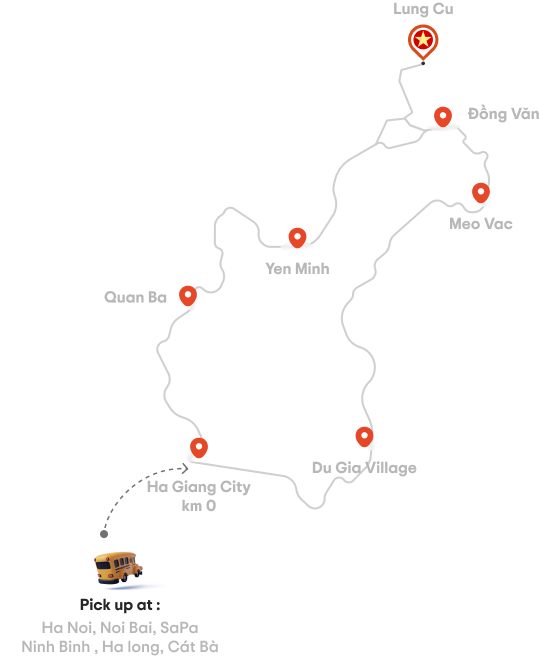 Lung Cu
Đồng Văn
Meo Vac
Yen Minh
Quan Ba
Du Gia Village
Ha Giang City
km 0
Pick up at :
Ha Noi, Noi Bai, SaPa
Ninh Binh , Ha long, Cát Bà